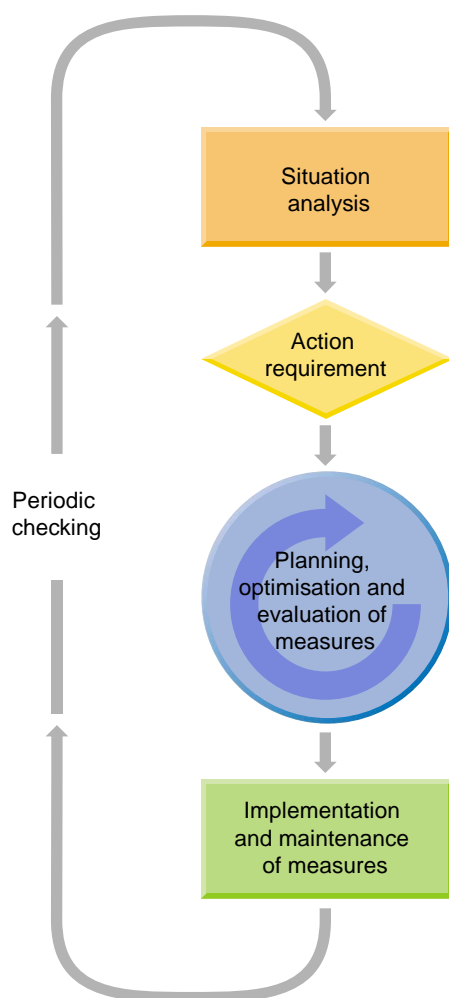 Situation
analysis
Action
requirement
Periodic
checking
Planning,
optimisation and
evaluation of
measures
Implementation
and maintenance
of measures